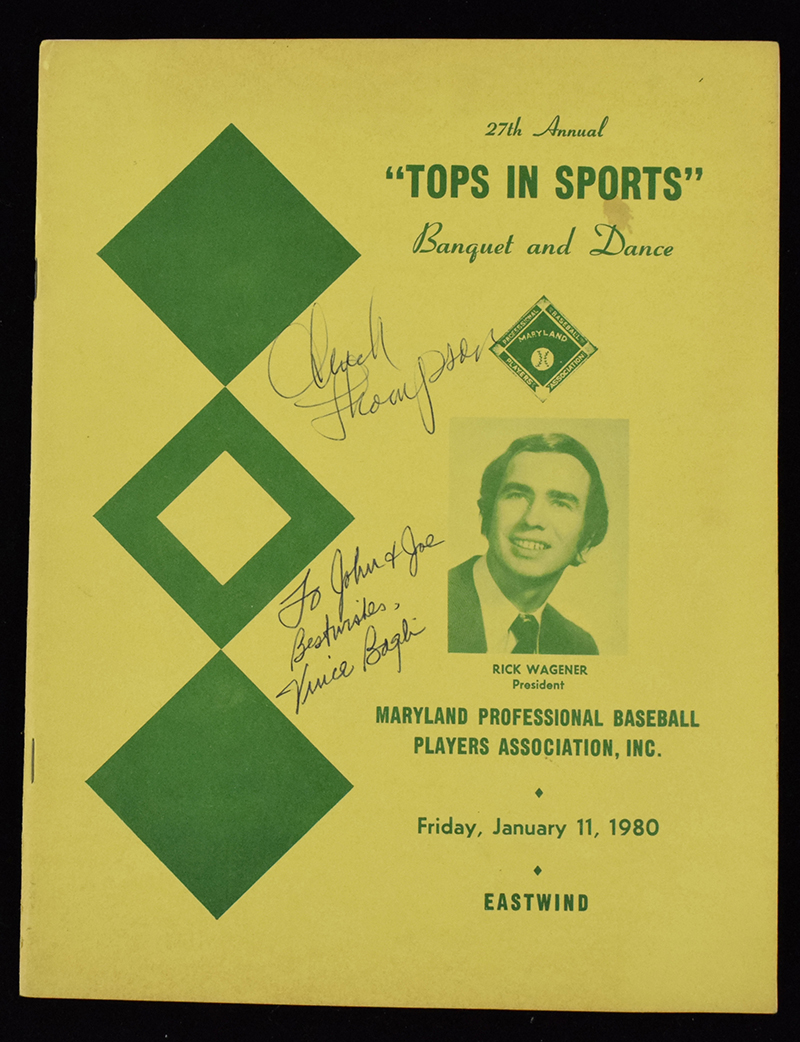 27th Annual
"TOPS IN SPORTS"
Banquet and Dance
PROFESSIONAL BASEBALL
MARYLAND
PLAYERS ASSOCIATION
Chuck
Thompson
To John & Joe
Best wishes,
Vince Bagli
RICK WAGENER
President
MARYLAND PROFESSIONAL BASEBALL
PLAYERS ASSOCIATION, INC.
Friday, January 11, 1980
EASTWIND